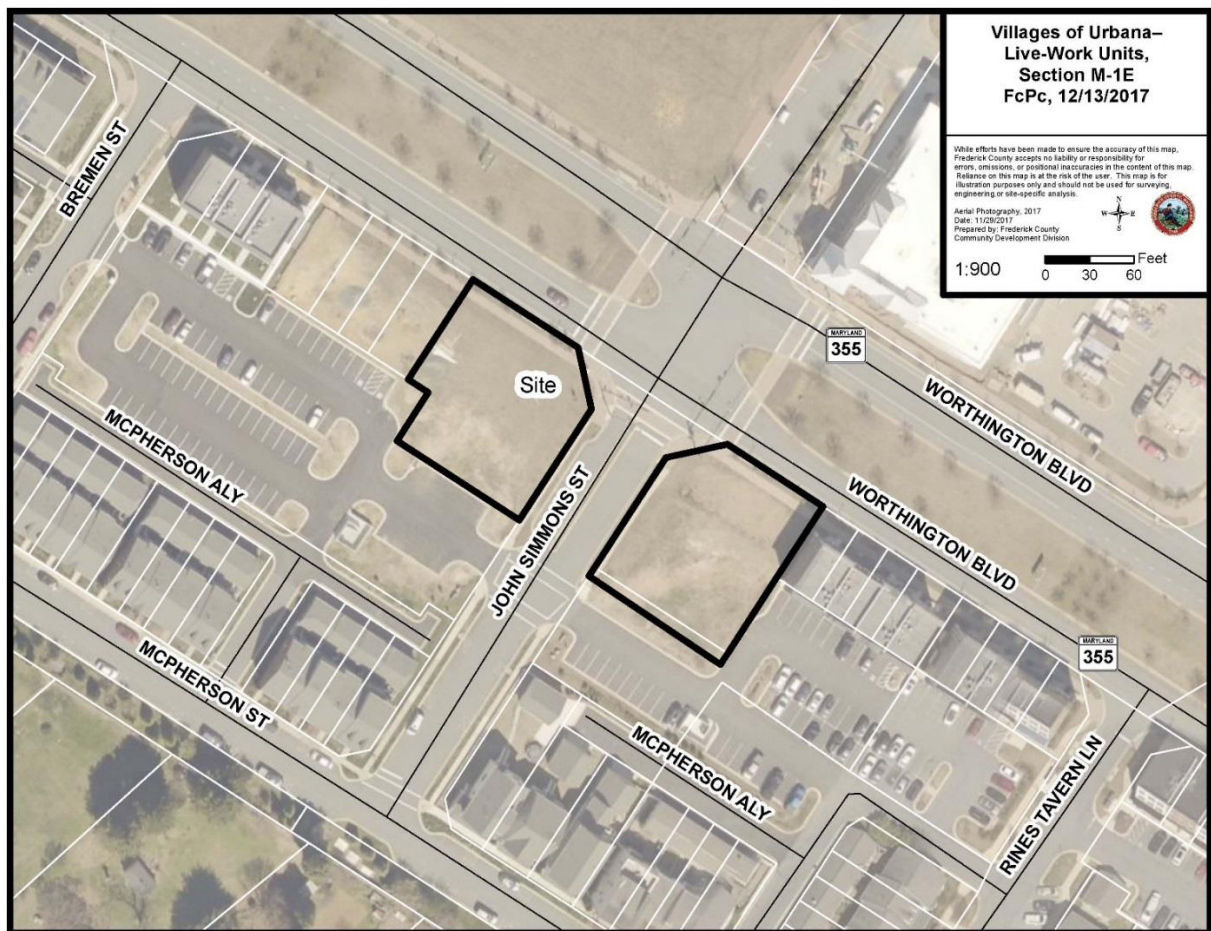 Villages of Urbana–
Live-Work Units,
Section M-1E
FcPc, 12/13/2017
While efforts have been made to ensure the accuracy of this map,
Frederick County accepts no liability or responsibility for
errors, omissions, or positional inaccuracies in the content of this map.
Reliance on this map is at the risk of the user. This map is for
illustration purposes only and should not be used for surveying,
engineering, or site-specific analysis.
Aerial Photography, 2017
Date: 11/29/2017
Prepared by: Frederick County
Community Development Division
N
W
E
S
1:900
Feet
0 30 60
BREMEN ST
Site
MARYLAND
355
WORTHINGTON BLVD
MCPHERSON ALY
JOHN SIMMONS ST
WORTHINGTON BLVD
MARYLAND
355
MCPHERSON ST
MCPHERSON ALY
RINES TAVERN LN